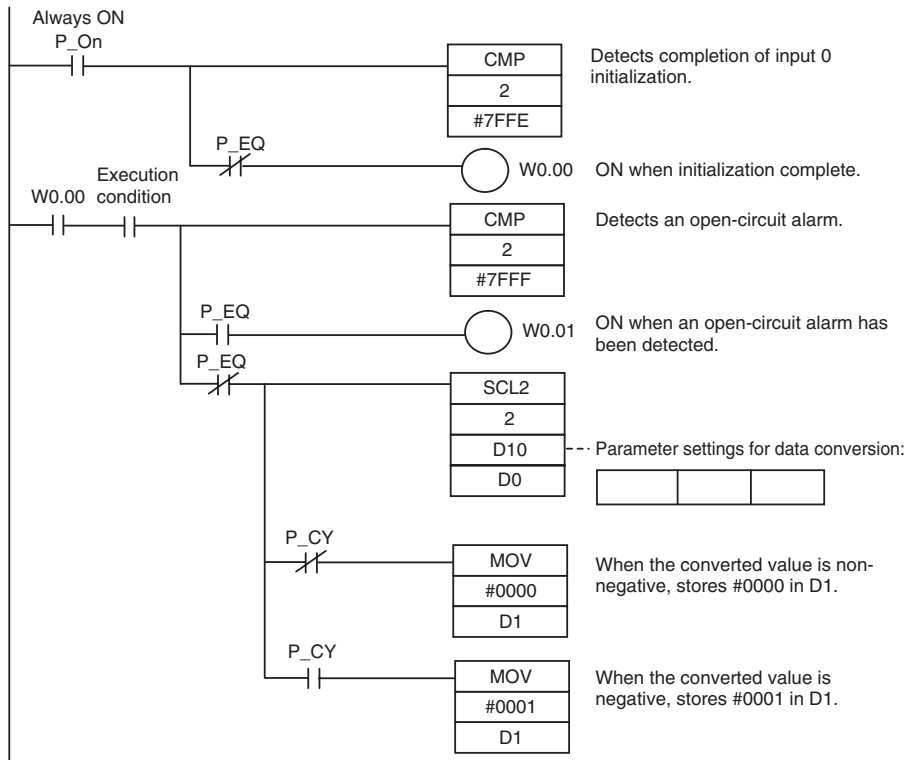 Always ON
P_On
CMP
2
#7FFE
Detects completion of input 0
initialization.
P_EQ
W0.00
ON when initialization complete.
W0.00
Execution
condition
CMP
2
#7FFF
Detects an open-circuit alarm.
P_EQ
W0.01
ON when an open-circuit alarm has
been detected.
P_EQ
SCL2
2
D10
D0
Parameter settings for data conversion:
P_CY
MOV
#0000
D1
When the converted value is non-
negative, stores #0000 in D1.
P_CY
MOV
#0001
D1
When the converted value is
negative, stores #0001 in D1.